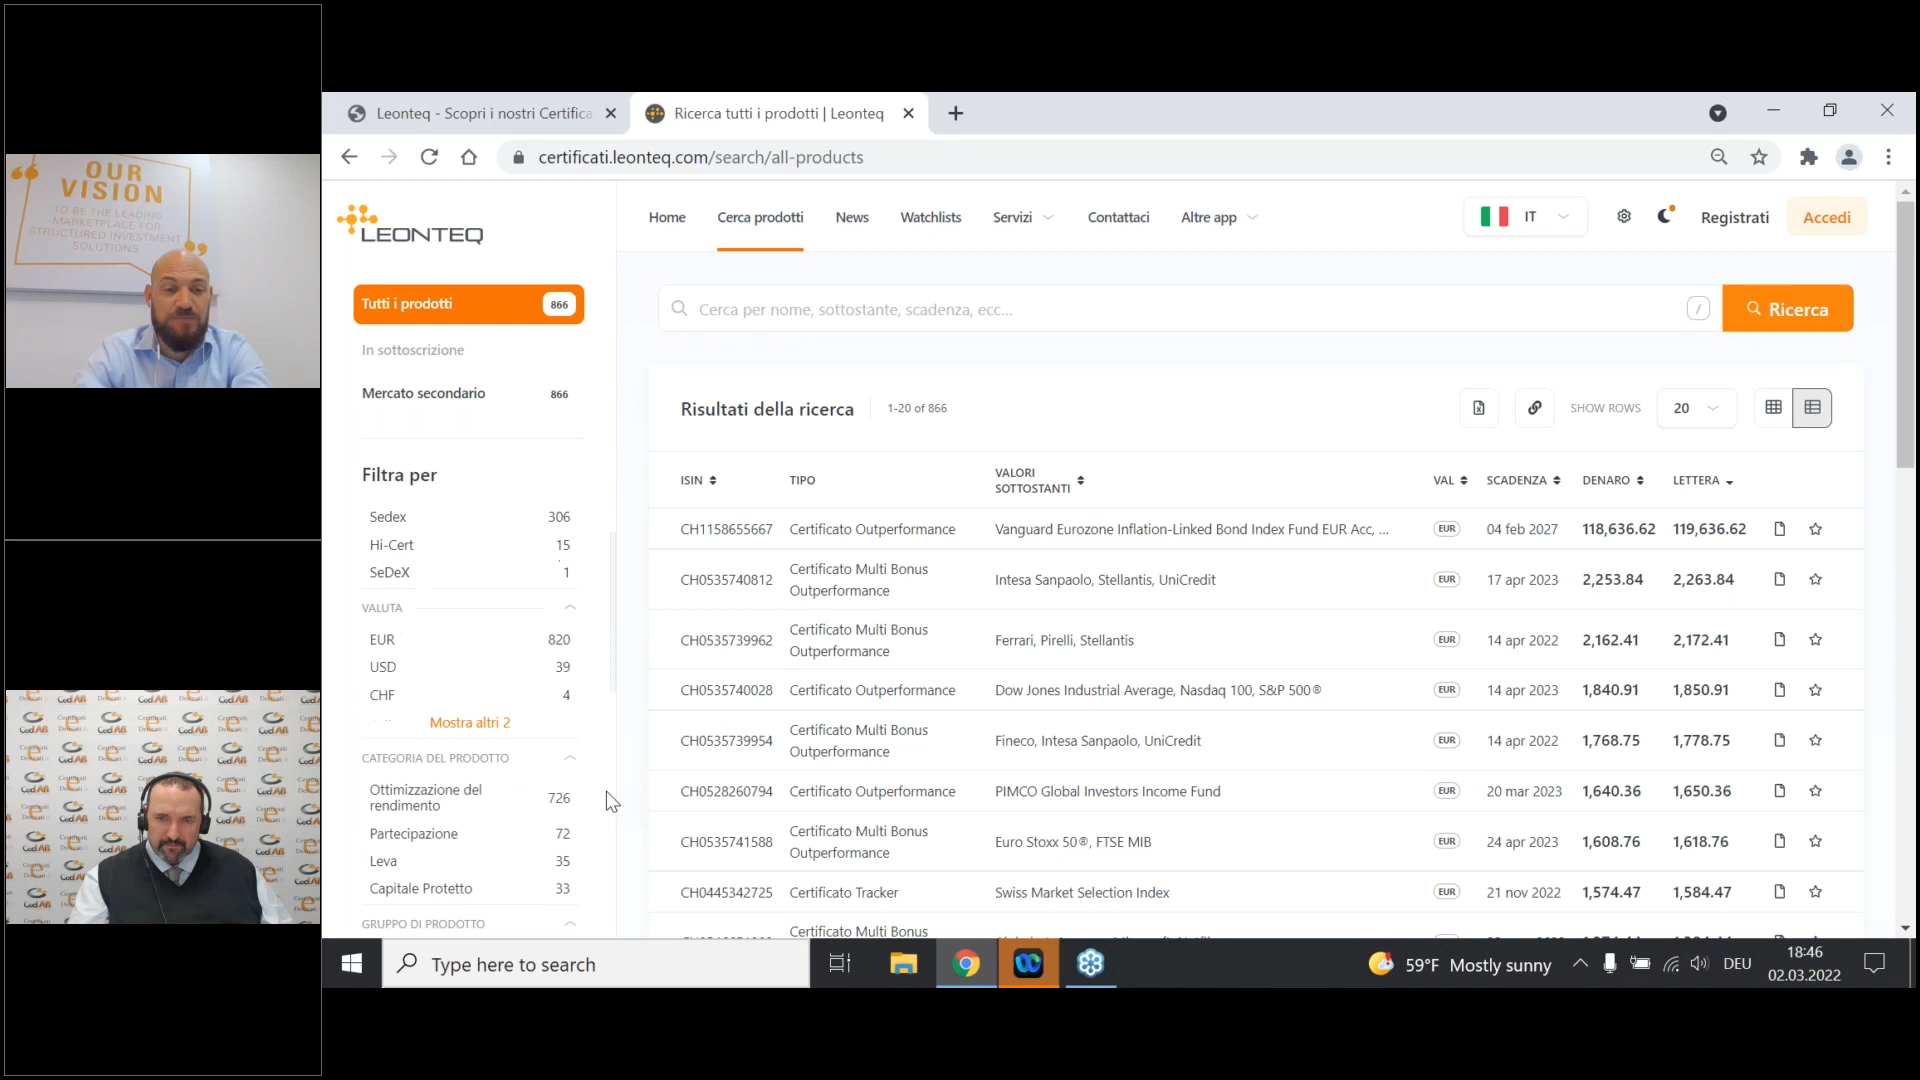 OUR
VISION
TO BE THE LEADING
MARKETPLACE FOR
STRUCTURED INVESTMENT
SOLUTIONS
Leonteq - Scopri i nostri Certifica
Ricerca tutti i prodotti | Leonteq
certificati.leonteq.com/search/all-products
LEONTEQ
Home
Cerca prodotti
News
Watchlists
Servizi
Contattaci
Altre app
IT
Registrati
Accedi
Tutti i prodotti 866
In sottoscrizione
Mercato secondario 866
Filtra per
Sedex 306
Hi-Cert 15
SeDeX 1
VALUTA
EUR 820
USD 39
CHF 4
Mostra altri 2
CATEGORIA DEL PRODOTTO
Ottimizzazione del
rendimento 726
Partecipazione 72
Leva 35
Capitale Protetto 33
GRUPPO DI PRODOTTO
Cerca per nome, sottostante, scadenza, ecc...
/
Ricerca
Risultati della ricerca
1-20 of 866
SHOW ROWS
20
ISIN TIPO VALORI SOTTOSTANTI VAL SCADENZA DENARO LETTERA
CH1158655667 Certificato Outperformance Vanguard Eurozone Inflation-Linked Bond Index Fund EUR Acc, ... EUR 04 feb 2027 118,636.62 119,636.62
CH0535740812 Certificato Multi Bonus Outperformance Intesa Sanpaolo, Stellantis, UniCredit EUR 17 apr 2023 2,253.84 2,263.84
CH0535739962 Certificato Multi Bonus Outperformance Ferrari, Pirelli, Stellantis EUR 14 apr 2022 2,162.41 2,172.41
CH0535740028 Certificato Outperformance Dow Jones Industrial Average, Nasdaq 100, S&P 500® EUR 14 apr 2023 1,840.91 1,850.91
CH0535739954 Certificato Multi Bonus Outperformance Fineco, Intesa Sanpaolo, UniCredit EUR 14 apr 2022 1,768.75 1,778.75
CH0528260794 Certificato Outperformance PIMCO Global Investors Income Fund EUR 20 mar 2023 1,640.36 1,650.36
CH0535741588 Certificato Multi Bonus Outperformance Euro Stoxx 50®, FTSE MIB EUR 24 apr 2023 1,608.76 1,618.76
CH0445342725 Certificato Tracker Swiss Market Selection Index EUR 21 nov 2022 1,574.47 1,584.47
Certificato Multi Bonus
Type here to search
59°F Mostly sunny
DEU
18:46
02.03.2022